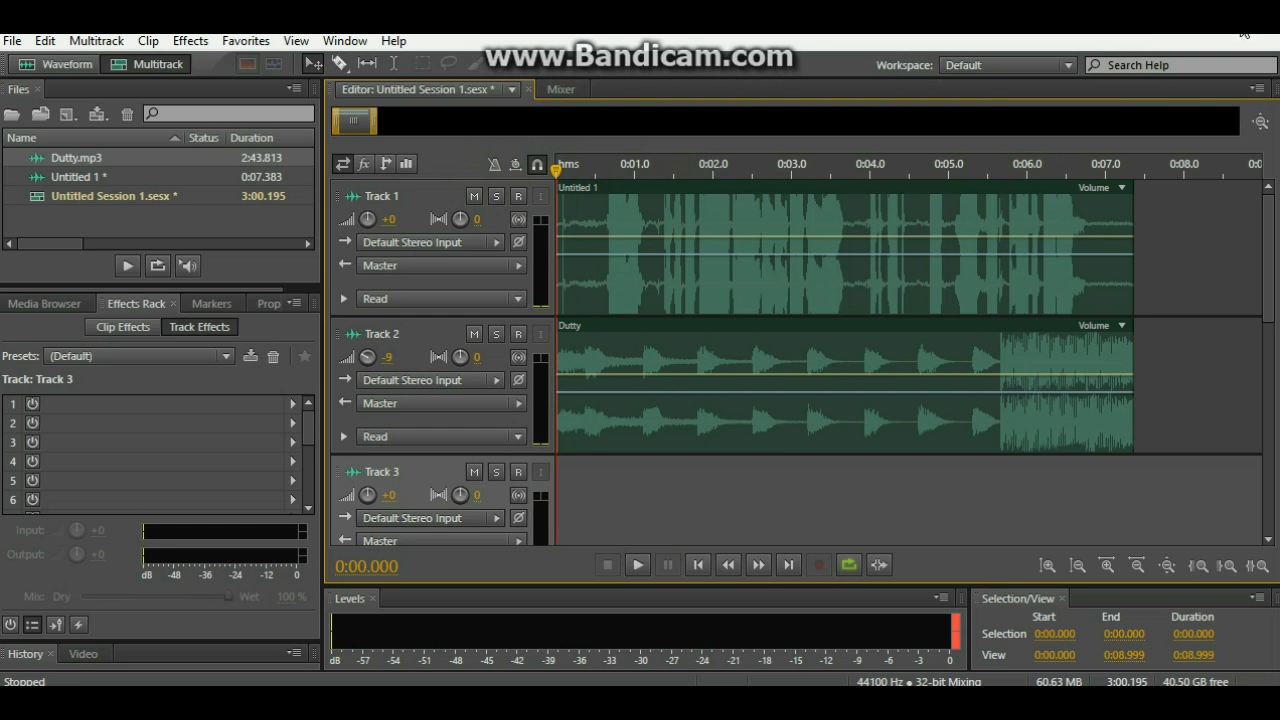 www.Bandicam.com
File Edit Multitrack Clip Effects Favorites View Window Help
Waveform Multitrack Workspace: Default Search Help
Files × Editor: Untitled Session 1.sesx * × Mixer
Name Status Duration
Dutty.mp3 2:43.813
Untitled 1 * 0:07.383
Untitled Session 1.sesx * 3:00.195
Media Browser Effects Rack × Markers Prop
Clip Effects Track Effects
Presets: (Default)
Track: Track 3
1
2
3
4
5
6
Input: +0
Output: +0
dB -48 -36 -24 -12 0
Mix: Dry Wet 100 %
History × Video
Stopped
fx hms 0:01.0 0:02.0 0:03.0 0:04.0 0:05.0 0:06.0 0:07.0 0:08.0 0:0
Track 1 M S R I
+0 0
Default Stereo Input
Master
Read
Untitled 1 Volume
Track 2 M S R I
-9 0
Default Stereo Input
Master
Read
Dutty Volume
Track 3 M S R I
+0 0
Default Stereo Input
Master
0:00.000
Levels ×
dB -57 -54 -51 -48 -45 -42 -39 -36 -33 -30 -27 -24 -21 -18 -15 -12 -9 -6 -3 0
Selection/View ×
Start End Duration
Selection 0:00.000 0:00.000 0:00.000
View 0:00.000 0:08.999 0:08.999
44100 Hz ● 32-bit Mixing 60.63 MB 3:00.195 40.50 GB free